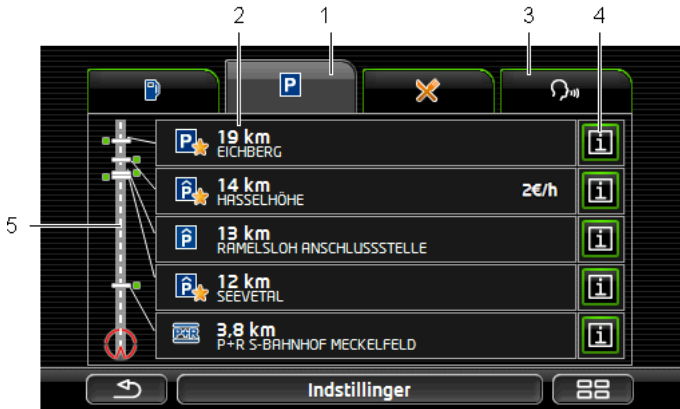 2 1 3 4
P
P 19 km
EICHBERG
P 14 km 2€/h
HASSELHÖHE
P 13 km
RAMELSLOH ANSCHLUSSSTELLE
5
P 12 km
SEEVETAL
P+R 3,8 km
P+R S-BAHNHOF MECKELFELD
Indstillinger